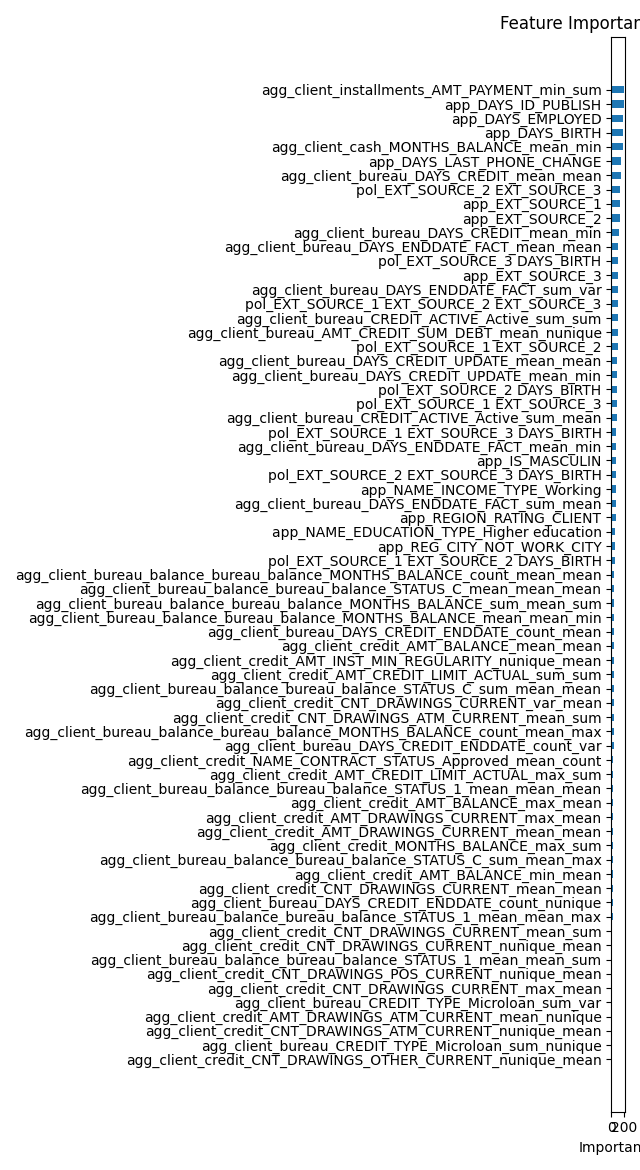 Feature Importan
agg_client_installments_AMT_PAYMENT_min_sum
app_DAYS_ID_PUBLISH
app_DAYS_EMPLOYED
app_DAYS_BIRTH
agg_client_cash_MONTHS_BALANCE_mean_min
app_DAYS_LAST_PHONE_CHANGE
agg_client_bureau_DAYS_CREDIT_mean_mean
pol_EXT_SOURCE_2 EXT_SOURCE_3
app_EXT_SOURCE_1
app_EXT_SOURCE_2
agg_client_bureau_DAYS_CREDIT_mean_min
agg_client_bureau_DAYS_ENDDATE_FACT_mean_mean
pol_EXT_SOURCE_3 DAYS_BIRTH
app_EXT_SOURCE_3
agg_client_bureau_DAYS_ENDDATE_FACT_sum_var
pol_EXT_SOURCE_1 EXT_SOURCE_2 EXT_SOURCE_3
agg_client_bureau_CREDIT_ACTIVE_Active_sum_sum
agg_client_bureau_AMT_CREDIT_SUM_DEBT_mean_nunique
pol_EXT_SOURCE_1 EXT_SOURCE_2
agg_client_bureau_DAYS_CREDIT_UPDATE_mean_mean
agg_client_bureau_DAYS_CREDIT_UPDATE_mean_min
pol_EXT_SOURCE_2 DAYS_BIRTH
pol_EXT_SOURCE_1 EXT_SOURCE_3
agg_client_bureau_CREDIT_ACTIVE_Active_sum_mean
pol_EXT_SOURCE_1 EXT_SOURCE_3 DAYS_BIRTH
agg_client_bureau_DAYS_ENDDATE_FACT_mean_min
app_IS_MASCULIN
pol_EXT_SOURCE_2 EXT_SOURCE_3 DAYS_BIRTH
app_NAME_INCOME_TYPE_Working
agg_client_bureau_DAYS_ENDDATE_FACT_sum_mean
app_REGION_RATING_CLIENT
app_NAME_EDUCATION_TYPE_Higher education
app_REG_CITY_NOT_WORK_CITY
pol_EXT_SOURCE_1 EXT_SOURCE_2 DAYS_BIRTH
agg_client_bureau_balance_bureau_balance_MONTHS_BALANCE_count_mean_mean
agg_client_bureau_balance_bureau_balance_STATUS_C_mean_mean_mean
agg_client_bureau_balance_bureau_balance_MONTHS_BALANCE_sum_mean_sum
agg_client_bureau_balance_bureau_balance_MONTHS_BALANCE_mean_mean_min
agg_client_bureau_DAYS_CREDIT_ENDDATE_count_mean
agg_client_credit_AMT_BALANCE_mean_mean
agg_client_credit_AMT_INST_MIN_REGULARITY_nunique_mean
agg_client_credit_AMT_CREDIT_LIMIT_ACTUAL_sum_sum
agg_client_bureau_balance_bureau_balance_STATUS_C_sum_mean_mean
agg_client_credit_CNT_DRAWINGS_CURRENT_var_mean
agg_client_credit_CNT_DRAWINGS_ATM_CURRENT_mean_sum
agg_client_bureau_balance_bureau_balance_MONTHS_BALANCE_count_mean_max
agg_client_bureau_DAYS_CREDIT_ENDDATE_count_var
agg_client_credit_NAME_CONTRACT_STATUS_Approved_mean_count
agg_client_credit_AMT_CREDIT_LIMIT_ACTUAL_max_sum
agg_client_bureau_balance_bureau_balance_STATUS_1_mean_mean_mean
agg_client_credit_AMT_BALANCE_max_mean
agg_client_credit_AMT_DRAWINGS_CURRENT_max_mean
agg_client_credit_AMT_DRAWINGS_CURRENT_mean_mean
agg_client_credit_MONTHS_BALANCE_max_sum
agg_client_bureau_balance_bureau_balance_STATUS_C_sum_mean_max
agg_client_credit_AMT_BALANCE_min_mean
agg_client_credit_CNT_DRAWINGS_CURRENT_mean_mean
agg_client_bureau_DAYS_CREDIT_ENDDATE_count_nunique
agg_client_bureau_balance_bureau_balance_STATUS_1_mean_mean_max
agg_client_credit_CNT_DRAWINGS_CURRENT_mean_sum
agg_client_credit_CNT_DRAWINGS_CURRENT_nunique_mean
agg_client_bureau_balance_bureau_balance_STATUS_1_mean_mean_sum
agg_client_credit_CNT_DRAWINGS_POS_CURRENT_nunique_mean
agg_client_credit_CNT_DRAWINGS_CURRENT_max_mean
agg_client_bureau_CREDIT_TYPE_Microloan_sum_var
agg_client_credit_AMT_DRAWINGS_ATM_CURRENT_mean_nunique
agg_client_credit_CNT_DRAWINGS_ATM_CURRENT_nunique_mean
agg_client_bureau_CREDIT_TYPE_Microloan_sum_nunique
agg_client_credit_CNT_DRAWINGS_OTHER_CURRENT_nunique_mean
0 200
Importan